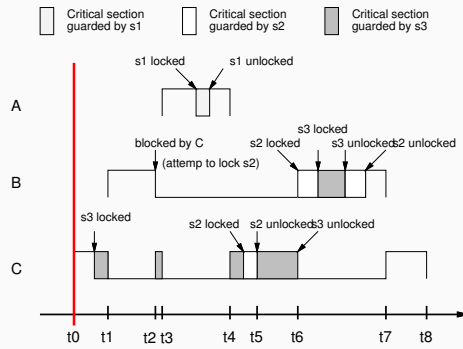 Critical section
guarded by s1
Critical section
guarded by s2
Critical section
guarded by s3
s1 locked
s1 unlocked
A
blocked by C
(attemp to lock s2)
s2 locked
s3 locked
s3 unlocked
s2 unlocked
B
s3 locked
s2 locked
s2 unlocked
s3 unlocked
C
t0 t1 t2 t3 t4 t5 t6 t7 t8